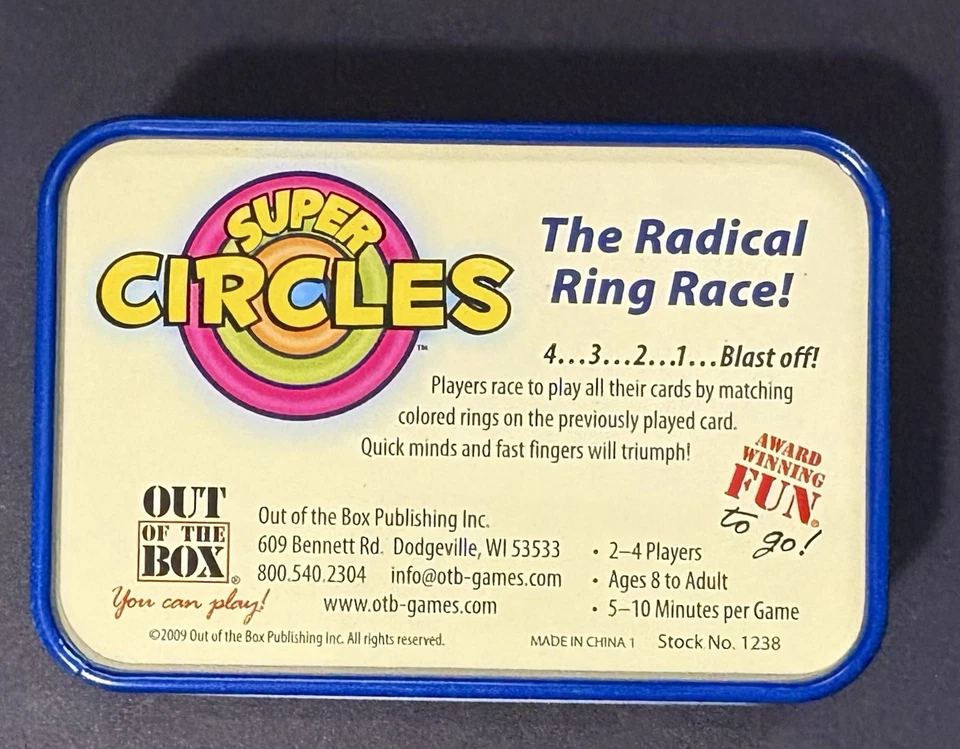 SUPER
CIRCLES™
The Radical
Ring Race!
4...3...2...1...Blast off!
Players race to play all their cards by matching
colored rings on the previously played card.
Quick minds and fast fingers will triumph!
AWARD
WINNING
FUN®
to go!
OUT
OF THE
BOX®
You can play!
Out of the Box Publishing Inc.
609 Bennett Rd. Dodgeville, WI 53533
800.540.2304 info@otb-games.com
www.otb-games.com
• 2–4 Players
• Ages 8 to Adult
• 5–10 Minutes per Game
©2009 Out of the Box Publishing Inc. All rights reserved.
MADE IN CHINA 1 Stock No. 1238